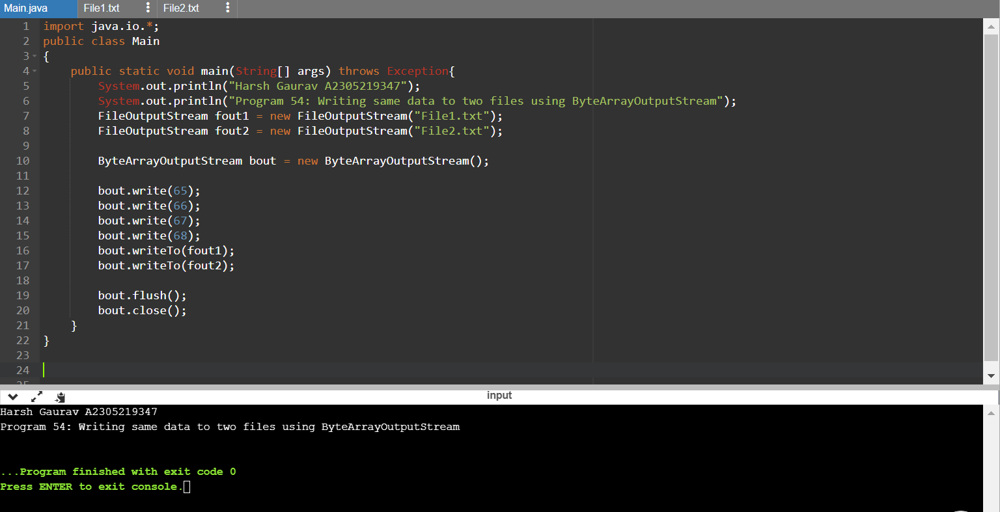 Main.java File1.txt File2.txt
1 import java.io.*;
2 public class Main
3 {
4 public static void main(String[] args) throws Exception{
5 System.out.println("Harsh Gaurav A2305219347");
6 System.out.println("Program 54: Writing same data to two files using ByteArrayOutputStream");
7 FileOutputStream fout1 = new FileOutputStream("File1.txt");
8 FileOutputStream fout2 = new FileOutputStream("File2.txt");
9
10 ByteArrayOutputStream bout = new ByteArrayOutputStream();
11
12 bout.write(65);
13 bout.write(66);
14 bout.write(67);
15 bout.write(68);
16 bout.writeTo(fout1);
17 bout.writeTo(fout2);
18
19 bout.flush();
20 bout.close();
21 }
22 }
23
24
25
input
Harsh Gaurav A2305219347
Program 54: Writing same data to two files using ByteArrayOutputStream
...Program finished with exit code 0
Press ENTER to exit console.